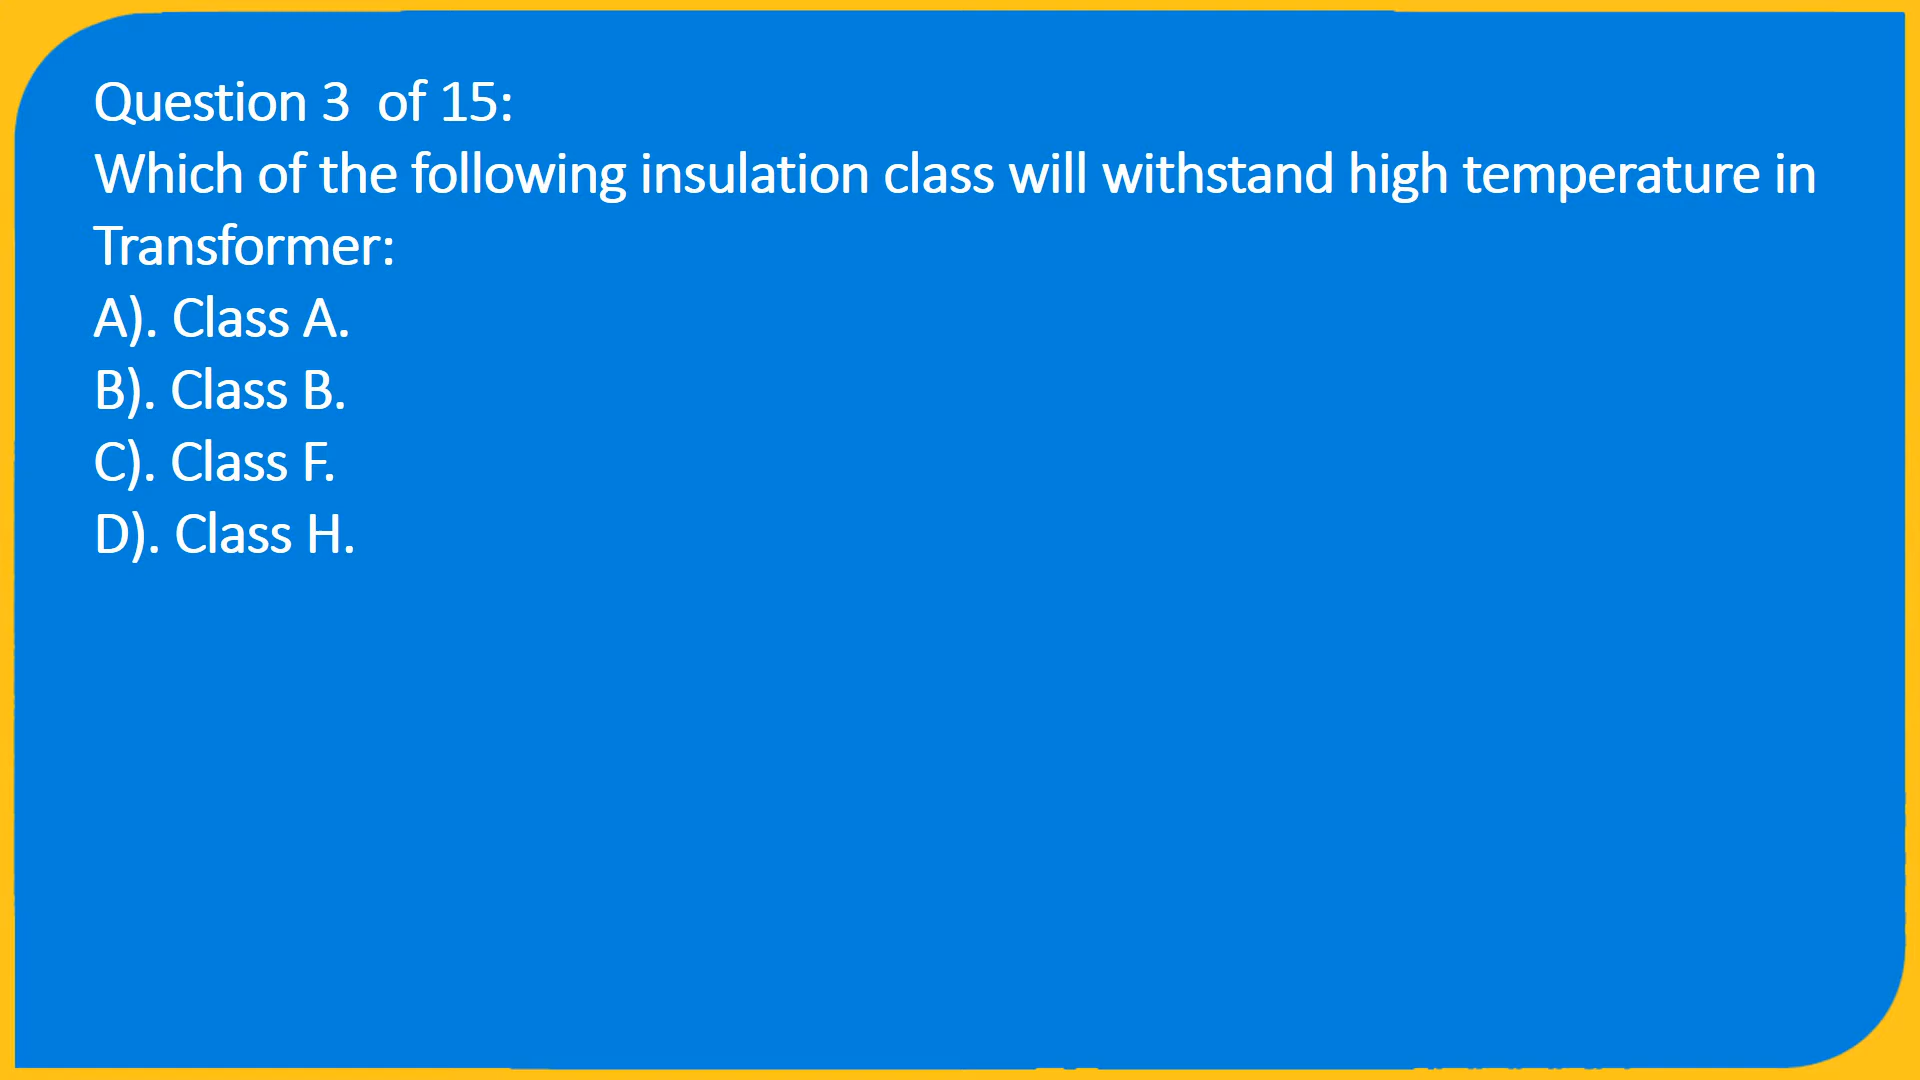 Question 3  of 15:
Which of the following insulation class will withstand high temperature in
Transformer:
A). Class A.
B). Class B.
C). Class F.
D). Class H.